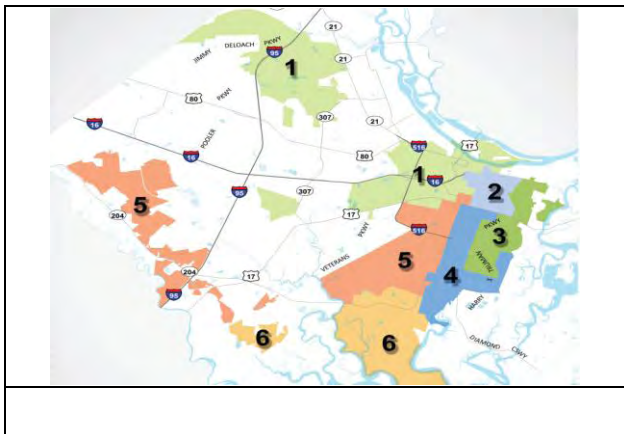 21
JIMMY DELOACH PKWY
95
1
21
80
PKWY
307
16
POOLER
21
516
17
16
80
1
16
95
307
2
5
204
17
PKWY
3
516
PKWY
VETERANS
5
TRUMAN
4
204
17
95
HARRY
6
6
DIAMOND
CSWY